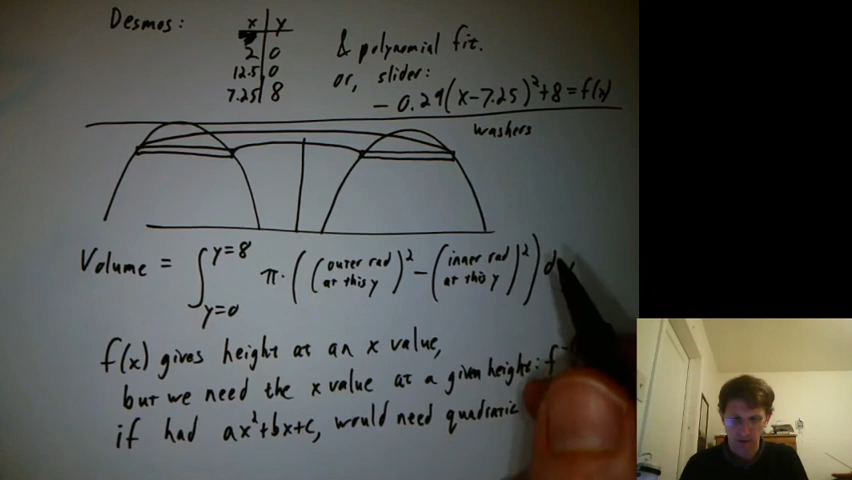 Desmos:
x y
2 0
12.5 0
7.25 8
& polynomial fit.
or, slider:
- 0.29(x-7.25)²+8=f(x)
washers
Volume = ∫ y=0 y=8 π·((outer rad at this y)² - (inner rad at this y)²) d
f(x) gives height at an x value,
but we need the x value at a given height: f
if had ax²+bx+c, would need quadratic